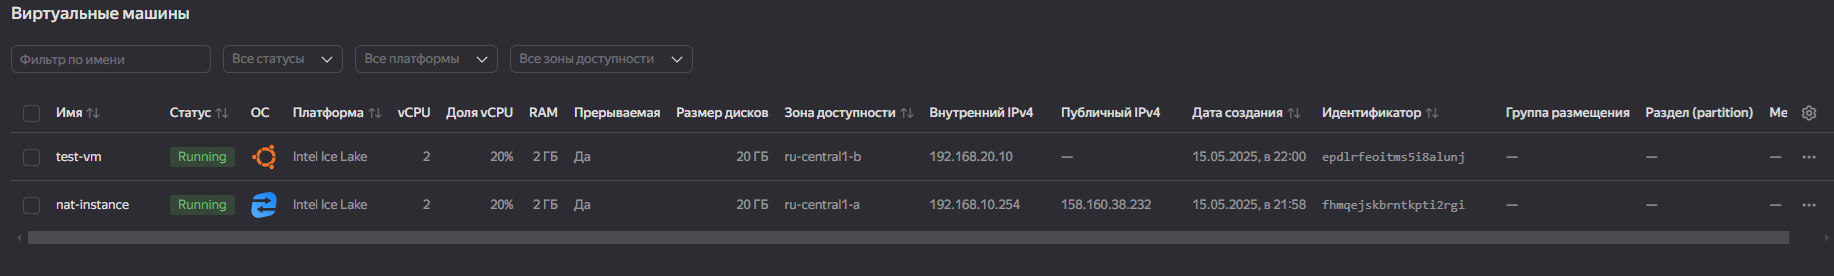 Виртуальные машины
Фильтр по имени Все статусы Все платформы Все зоны доступности
Имя Статус ОС Платформа vCPU Доля vCPU RAM Прерываемая Размер дисков Зона доступности Внутренний IPv4 Публичный IPv4 Дата создания Идентификатор Группа размещения Раздел (partition) Ме
test-vm Running Intel Ice Lake 2 20% 2 ГБ Да 20 ГБ ru-central1-b 192.168.20.10 — 15.05.2025, в 22:00 epdlrfeoitms5i8alunj — — —
nat-instance Running Intel Ice Lake 2 20% 2 ГБ Да 20 ГБ ru-central1-a 192.168.10.254 158.160.38.232 15.05.2025, в 21:58 fhmqejskbrntkpti2rgi — — —